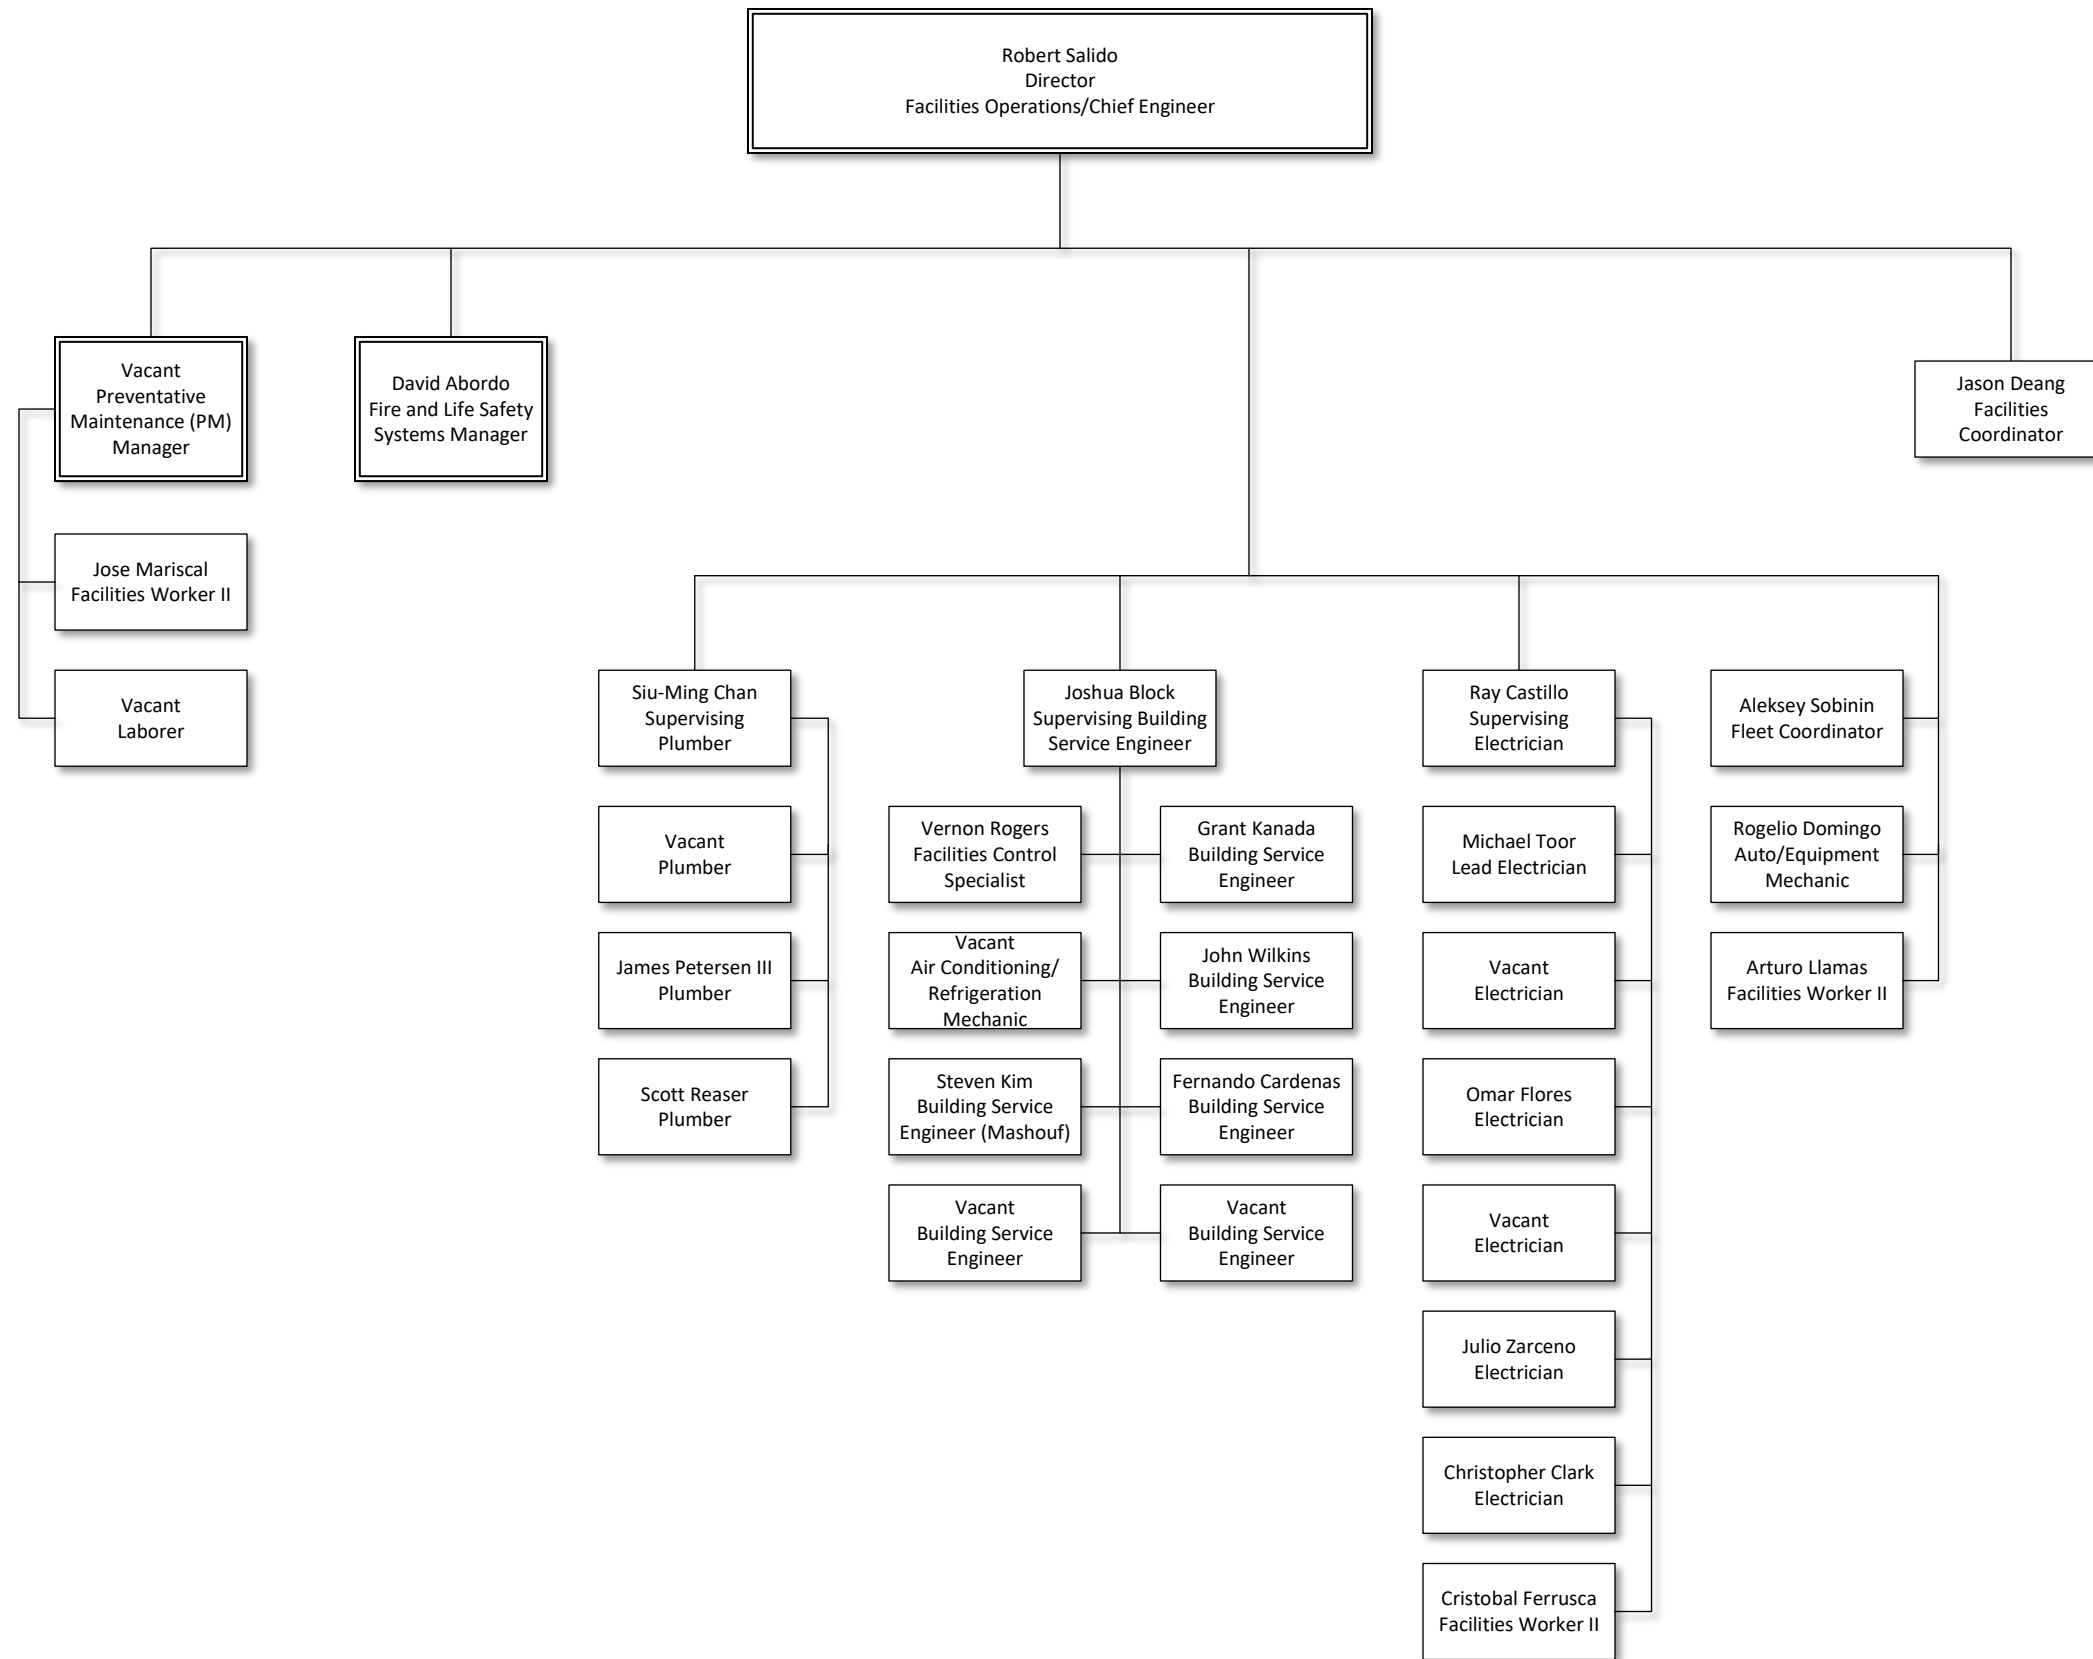 Robert Salido
Director
Facilities Operations/Chief Engineer
Vacant
Preventative
Maintenance (PM)
Manager
David Abordo
Fire and Life Safety
Systems Manager
Jason Deang
Facilities
Coordinator
Jose Mariscal
Facilities Worker II
Vacant
Laborer
Siu-Ming Chan
Supervising
Plumber
Vacant
Plumber
James Petersen III
Plumber
Scott Reaser
Plumber
Joshua Block
Supervising Building
Service Engineer
Vernon Rogers
Facilities Control
Specialist
Grant Kanada
Building Service
Engineer
Vacant
Air Conditioning/
Refrigeration
Mechanic
John Wilkins
Building Service
Engineer
Steven Kim
Building Service
Engineer (Mashouf)
Fernando Cardenas
Building Service
Engineer
Vacant
Building Service
Engineer
Vacant
Building Service
Engineer
Ray Castillo
Supervising
Electrician
Michael Toor
Lead Electrician
Vacant
Electrician
Omar Flores
Electrician
Vacant
Electrician
Julio Zarceno
Electrician
Christopher Clark
Electrician
Cristobal Ferrusca
Facilities Worker II
Aleksey Sobinin
Fleet Coordinator
Rogelio Domingo
Auto/Equipment
Mechanic
Arturo Llamas
Facilities Worker II